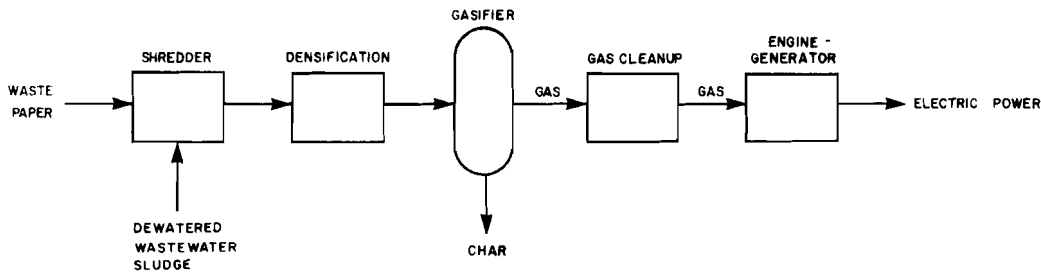 GASIFIER
SHREDDER
DENSIFICATION
GAS CLEANUP
ENGINE -
GENERATOR
WASTE
PAPER
GAS
GAS
ELECTRIC POWER
DEWATERED
WASTEWATER
SLUDGE
CHAR